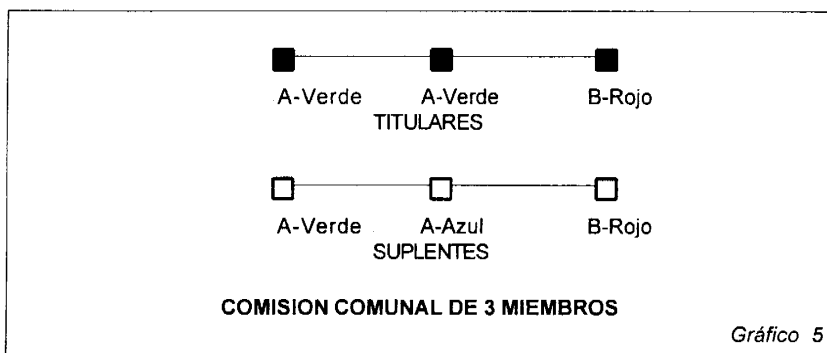 A-Verde A-Verde B-Rojo
TITULARES
A-Verde A-Azul B-Rojo
SUPLENTES
COMISION COMUNAL DE 3 MIEMBROS
Gráfico 5